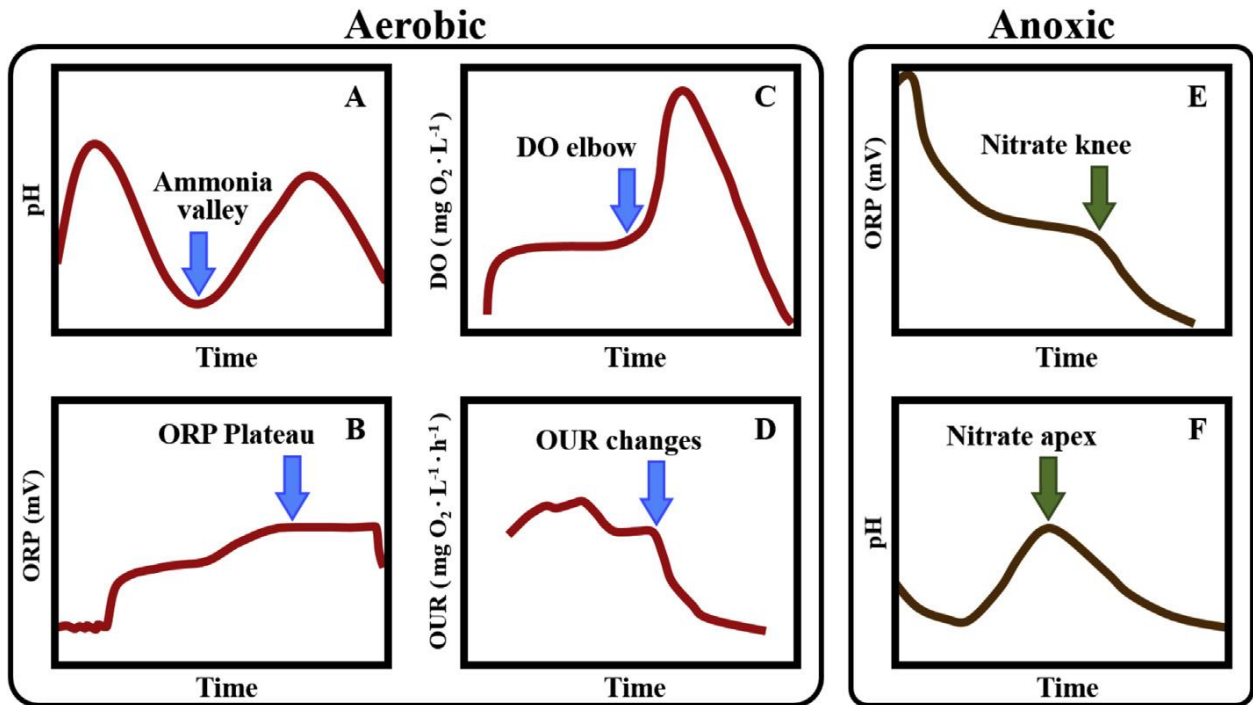 Aerobic
A
pH
Ammonia
valley
Time
C
DO ( mg O₂ · L⁻¹)
DO elbow
Time
B
ORP (mV)
ORP Plateau
Time
D
OUR ( mg O₂ · L⁻¹ · h⁻¹)
OUR changes
Time
Anoxic
E
ORP (mV)
Nitrate knee
Time
F
pH
Nitrate apex
Time